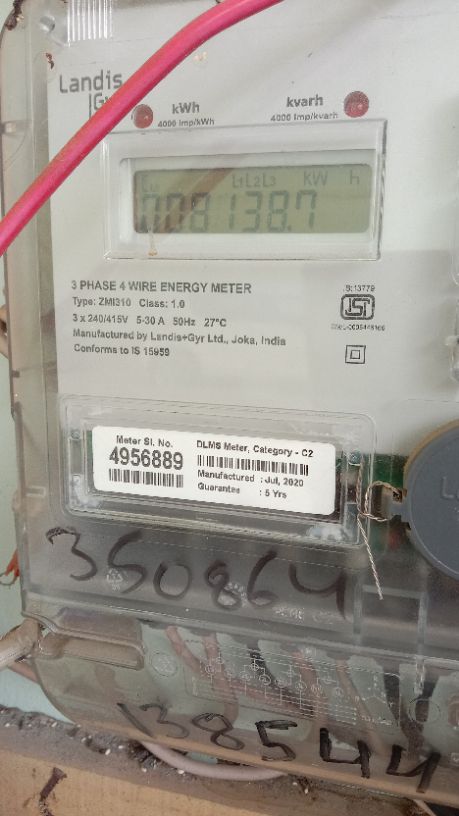 Landis
|Gyr
kWh
4000 imp/kWh
kvarh
4000 imp/kvarh
L1L2L3 KW h
008138.7
3 PHASE 4 WIRE ENERGY METER
Type: ZMI310 Class: 1.0
3 x 240/415V 5-30 A 50Hz 27°C
Manufactured by Landis+Gyr Ltd., Joka, India
Conforms to IS 15959
IS:13779
ISI
Meter Sl. No.
4956889
DLMS Meter, Category - C2
Manufactured : Jul, 2020
Guarantee : 5 Yrs
350864
138544